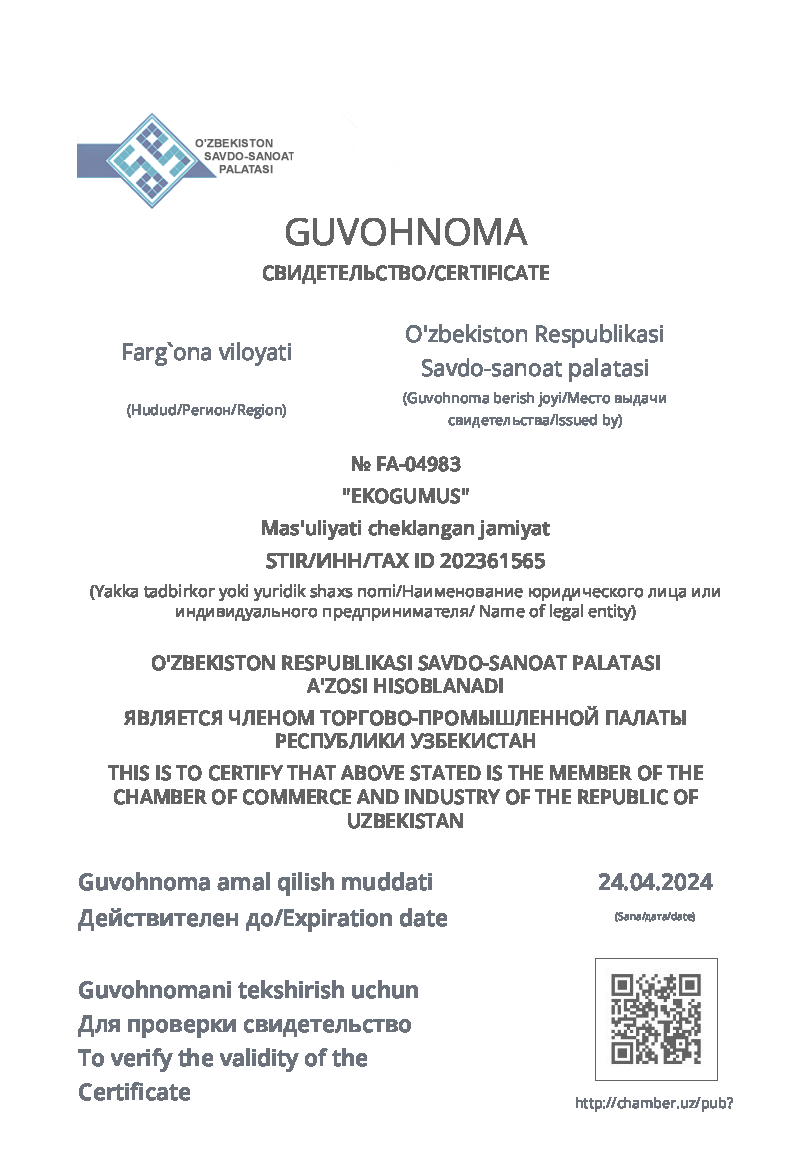 O'ZBEKISTON
SAVDO-SANOAT
PALATASI
GUVOHNOMA
СВИДЕТЕЛЬСТВО/CERTIFICATE
Farg`ona viloyati
(Hudud/Регион/Region)
O'zbekiston Respublikasi
Savdo-sanoat palatasi
(Guvohnoma berish joyi/Место выдачи
свидетельства/Issued by)
№ FA-04983
"EKOGUMUS"
Mas'uliyati cheklangan jamiyat
STIR/ИНН/TAX ID 202361565
(Yakka tadbirkor yoki yuridik shaxs nomi/Наименование юридического лица или
индивидуального предпринимателя/ Name of legal entity)
O'ZBEKISTON RESPUBLIKASI SAVDO-SANOAT PALATASI
A'ZOSI HISOBLANADI
ЯВЛЯЕТСЯ ЧЛЕНОМ ТОРГОВО-ПРОМЫШЛЕННОЙ ПАЛАТЫ
РЕСПУБЛИКИ УЗБЕКИСТАН
THIS IS TO CERTIFY THAT ABOVE STATED IS THE MEMBER OF THE
CHAMBER OF COMMERCE AND INDUSTRY OF THE REPUBLIC OF
UZBEKISTAN
Guvohnoma amal qilish muddati
Действителен до/Expiration date
24.04.2024
(Sana/дата/date)
Guvohnomani tekshirish uchun
Для проверки свидетельство
To verify the validity of the
Certificate
http://chamber.uz/pub?